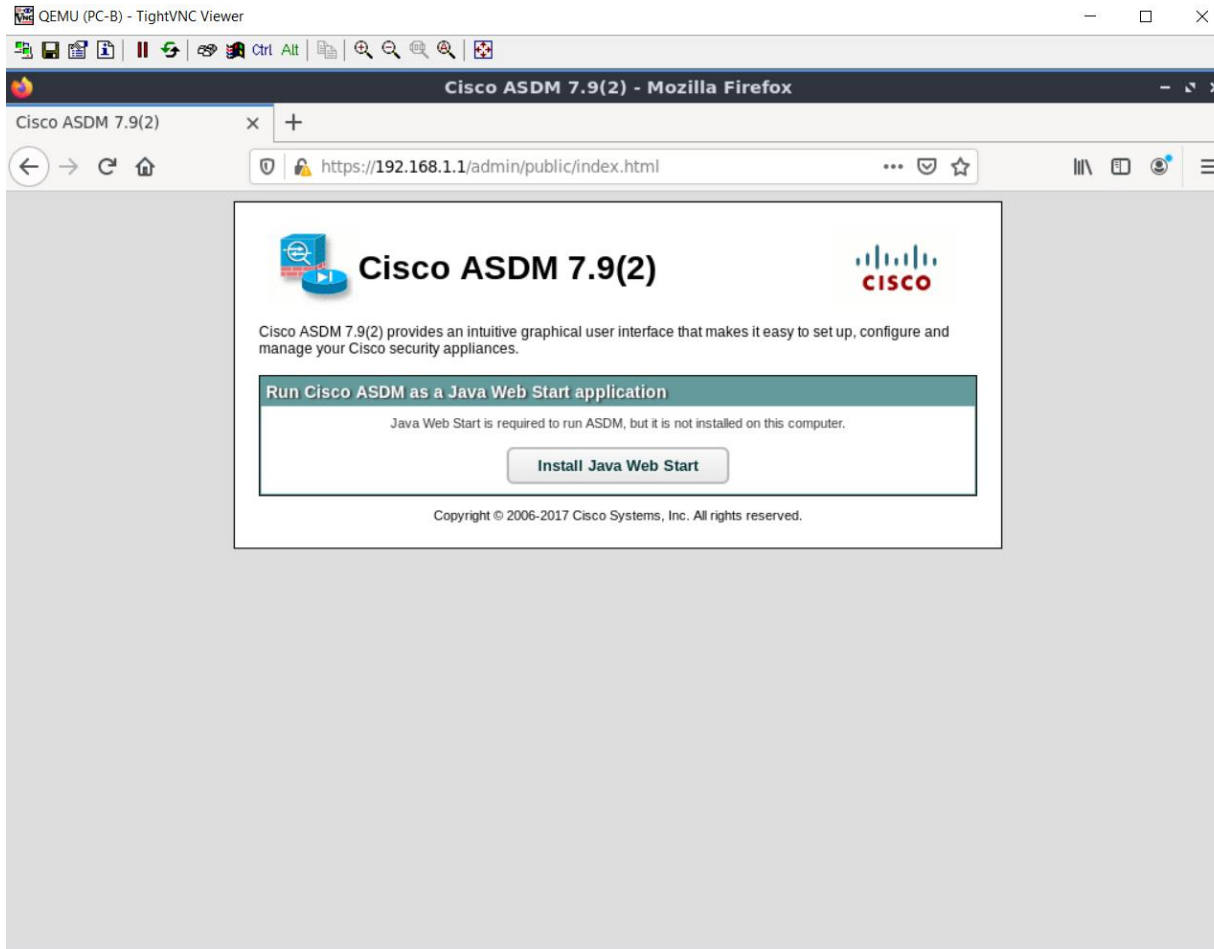 QEMU (PC-B) - TightVNC Viewer
Ctrl Alt
Cisco ASDM 7.9(2) - Mozilla Firefox
Cisco ASDM 7.9(2)
https://192.168.1.1/admin/public/index.html
Cisco ASDM 7.9(2)
CISCO
Cisco ASDM 7.9(2) provides an intuitive graphical user interface that makes it easy to set up, configure and
manage your Cisco security appliances.
Run Cisco ASDM as a Java Web Start application
Java Web Start is required to run ASDM, but it is not installed on this computer.
Install Java Web Start
Copyright © 2006-2017 Cisco Systems, Inc. All rights reserved.